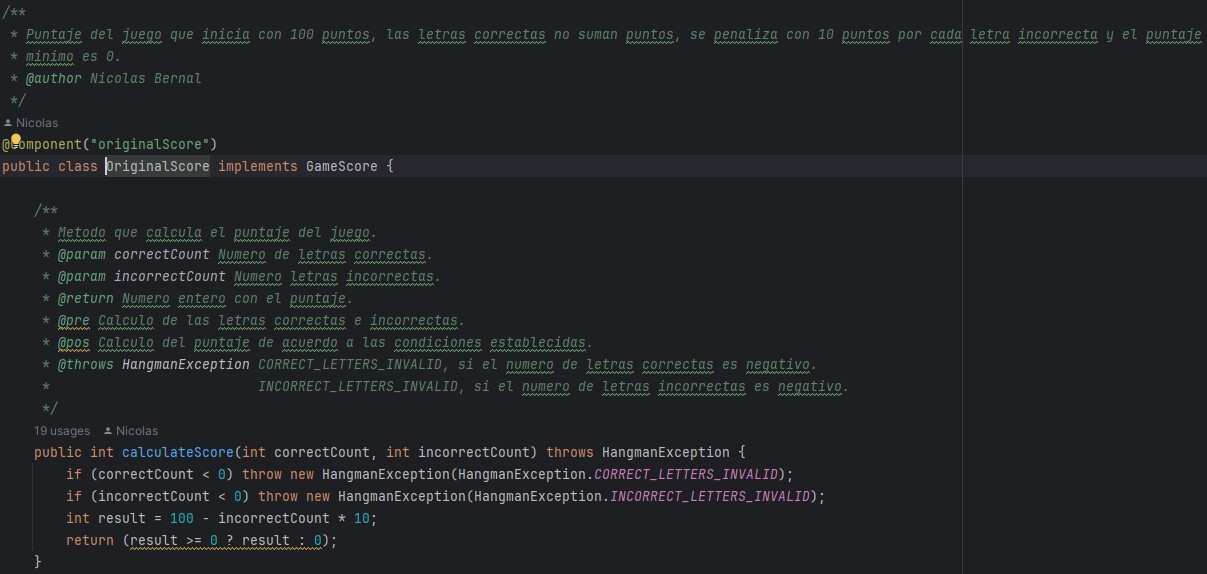 /**
 * Puntaje del juego que inicia con 100 puntos, las letras correctas no suman puntos, se penaliza con 10 puntos por cada letra incorrecta y el puntaje
 * minimo es 0.
 * @author Nicolas Bernal
 */
Nicolas
@Component("originalScore")
public class OriginalScore implements GameScore {
    /**
     * Metodo que calcula el puntaje del juego.
     * @param correctCount Numero de letras correctas.
     * @param incorrectCount Numero letras incorrectas.
     * @return Numero entero con el puntaje.
     * @pre Calculo de las letras correctas e incorrectas.
     * @pos Calculo del puntaje de acuerdo a las condiciones establecidas.
     * @throws HangmanException CORRECT_LETTERS_INVALID, si el numero de letras correctas es negativo.
     *                          INCORRECT_LETTERS_INVALID, si el numero de letras incorrectas es negativo.
     */
    19 usages Nicolas
    public int calculateScore(int correctCount, int incorrectCount) throws HangmanException {
        if (correctCount < 0) throw new HangmanException(HangmanException.CORRECT_LETTERS_INVALID);
        if (incorrectCount < 0) throw new HangmanException(HangmanException.INCORRECT_LETTERS_INVALID);
        int result = 100 - incorrectCount * 10;
        return (result >= 0 ? result : 0);
    }